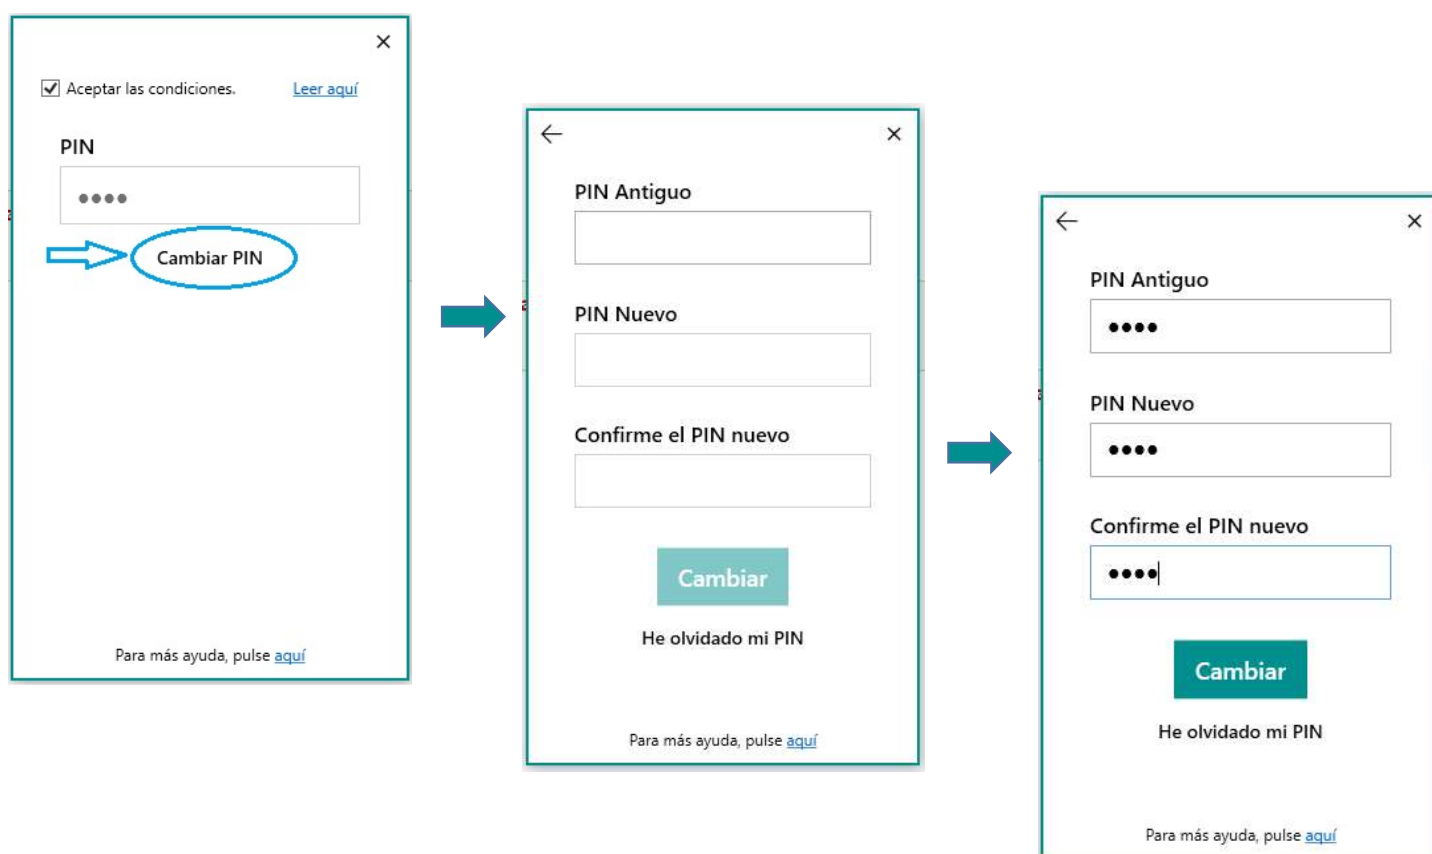 Aceptar las condiciones. Leer aquí
PIN
Cambiar PIN
Para más ayuda, pulse aquí
PIN Antiguo
PIN Nuevo
Confirme el PIN nuevo
Cambiar
He olvidado mi PIN
Para más ayuda, pulse aquí
PIN Antiguo
PIN Nuevo
Confirme el PIN nuevo
Cambiar
He olvidado mi PIN
Para más ayuda, pulse aquí